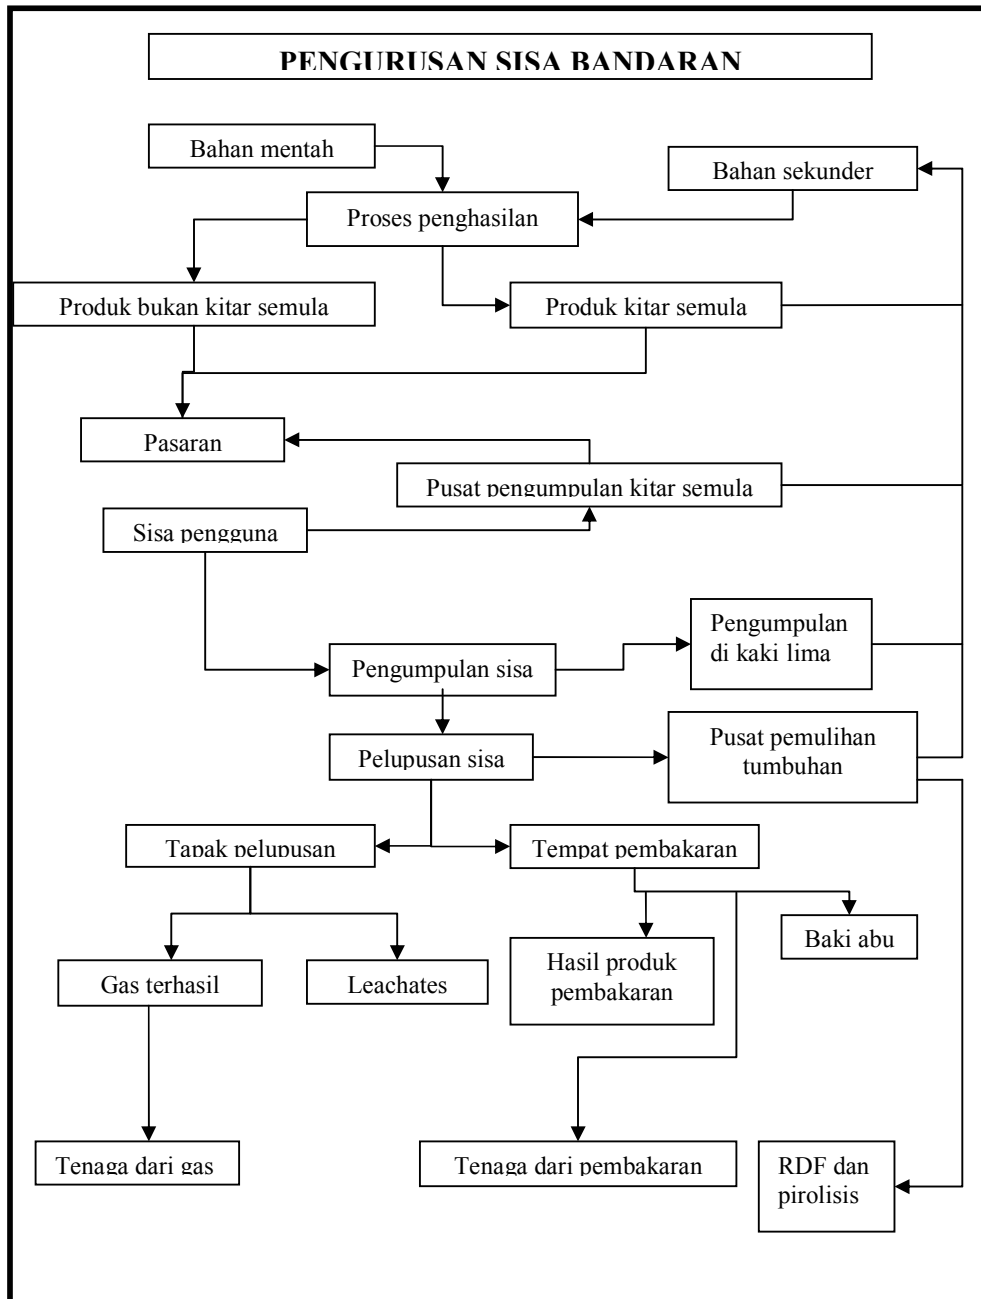 PENGURUSAN SISA BANDARAN
Bahan mentah
Bahan sekunder
Proses penghasilan
Produk bukan kitar semula
Produk kitar semula
Pasaran
Pusat pengumpulan kitar semula
Sisa pengguna
Pengumpulan
di kaki lima
Pengumpulan sisa
Pusat pemulihan
tumbuhan
Pelupusan sisa
Tapak pelupusan
Tempat pembakaran
Baki abu
Hasil produk
pembakaran
Gas terhasil
Leachates
Tenaga dari gas
Tenaga dari pembakaran
RDF dan
pirolisis